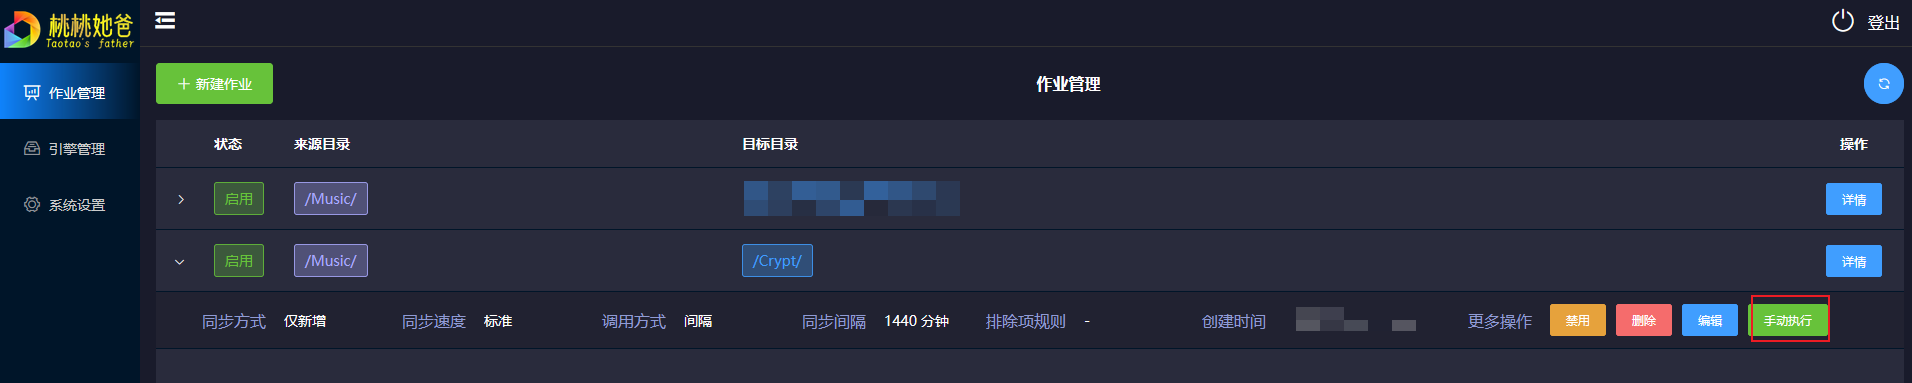 桃桃她爸
Taotao's father
登出
作业管理
引擎管理
系统设置
+ 新建作业
作业管理
状态 来源目录 目标目录 操作
启用 /Music/ 详情
启用 /Music/ /Crypt/ 详情
同步方式 仅新增 同步速度 标准 调用方式 间隔 同步间隔 1440 分钟 排除项规则 - 创建时间 更多操作 禁用 删除 编辑 手动执行